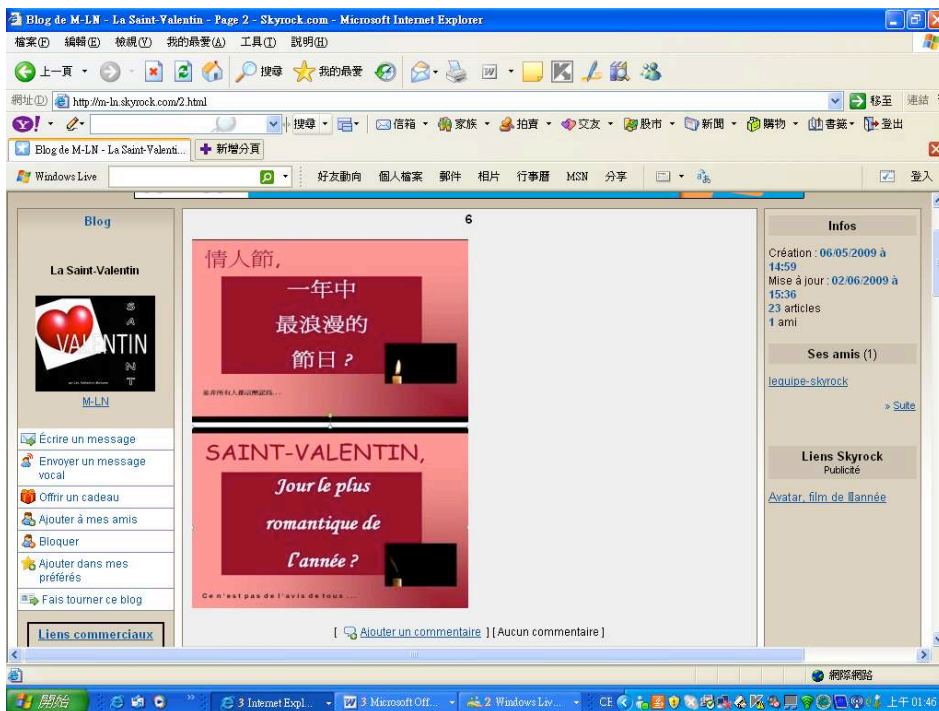 Blog de M-LN - La Saint-Valentin - Page 2 - Skyrock.com - Microsoft Internet Explorer
檔案(F) 編輯(E) 檢視(V) 我的最愛(A) 工具(T) 說明(H)
上一頁 搜尋 我的最愛
網址(D) http://m-ln.skyrock.com/2.html 移至 連結
Y! 搜尋 信箱 家族 拍賣 交友 股市 新聞 購物 書籤 登出
Blog de M-LN - La Saint-Valenti... 新增分頁
Windows Live 好友動向 個人檔案 郵件 相片 行事曆 MSN 分享 登入
Blog
La Saint-Valentin
SAINT
VALENTIN
M-LN
Écrire un message
Envoyer un message
vocal
Offrir un cadeau
Ajouter à mes amis
Bloquer
Ajouter dans mes
préférés
Fais tourner ce blog
Liens commerciaux
6
情人節,
一年中
最浪漫的
節日?
SAINT-VALENTIN,
Jour le plus
romantique de
l'année ?
Ce n'est pas de l'avis de tous ...
[ Ajouter un commentaire ] [ Aucun commentaire ]
Infos
Création : 06/05/2009 à
14:59
Mise à jour : 02/06/2009 à
15:36
23 articles
1 ami
Ses amis (1)
lequipe-skyrock
» Suite
Liens Skyrock
Publicité
Avatar, film de année
網際網路
開始 3 Internet Expl... 3 Microsoft Off... 2 Windows Liv... CH 上午 01:46